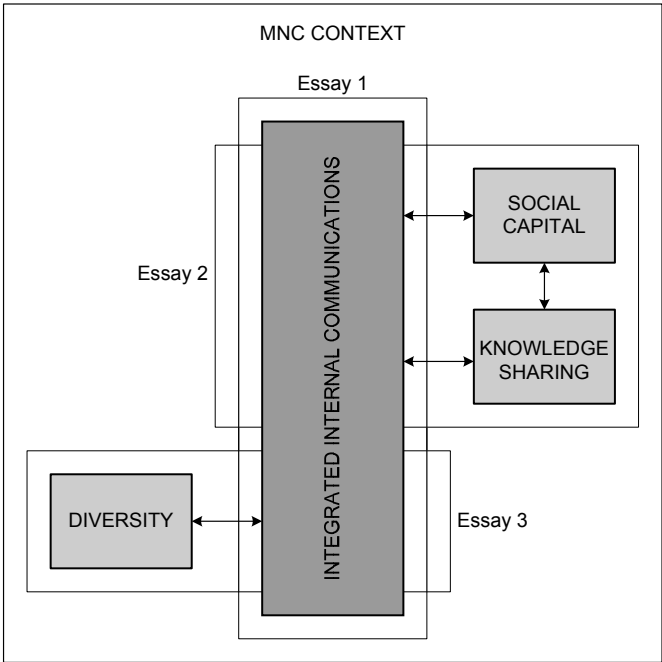 MNC CONTEXT
Essay 1
INTEGRATED INTERNAL COMMUNICATIONS
SOCIAL
CAPITAL
Essay 2
KNOWLEDGE
SHARING
DIVERSITY
Essay 3